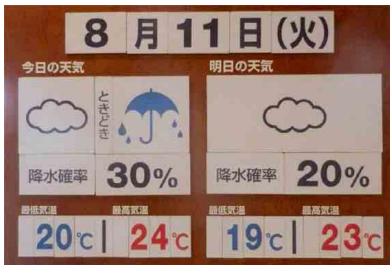 8月11日(火)
今日の天気
ときどき
降水確率 30%
最低気温 最高気温
20℃ 24℃
明日の天気
降水確率 20%
最低気温 最高気温
19℃ 23℃